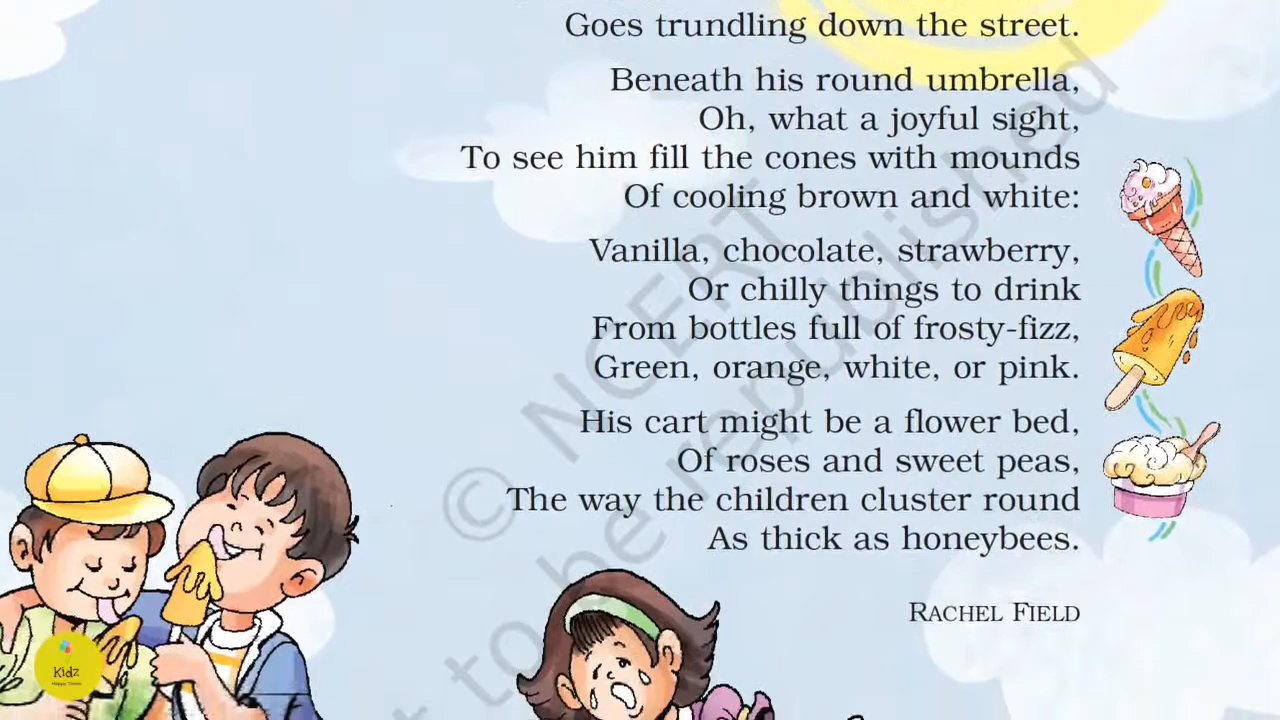 Goes trundling down the street.
Beneath his round umbrella,
Oh, what a joyful sight,
To see him fill the cones with mounds
Of cooling brown and white:
Vanilla, chocolate, strawberry,
Or chilly things to drink
From bottles full of frosty-fizz,
Green, orange, white, or pink.
His cart might be a flower bed,
Of roses and sweet peas,
The way the children cluster round
As thick as honeybees.
RACHEL FIELD
© NCERT
to be republished
Kidz
Happy Times